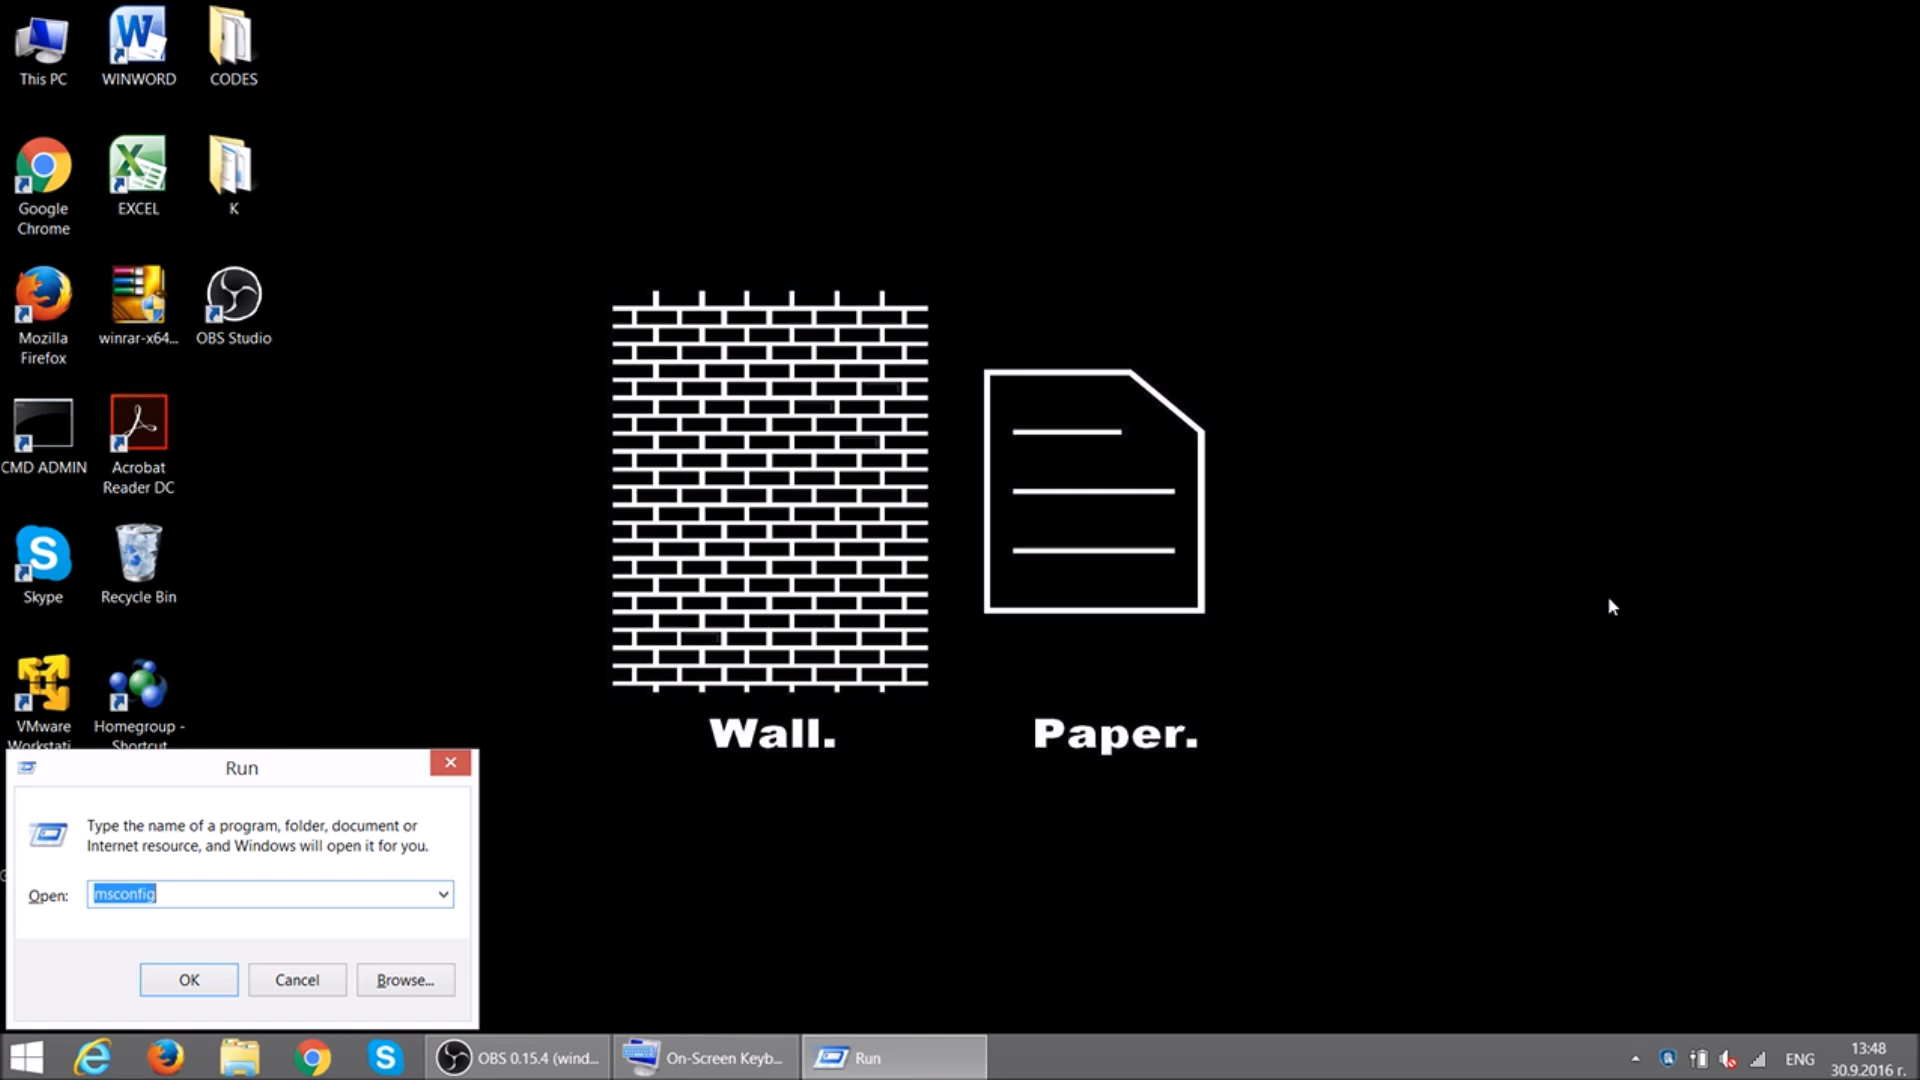 This PC
WINWORD
CODES
Google
Chrome
EXCEL
K
Mozilla
Firefox
winrar-x64...
OBS Studio
CMD ADMIN
Acrobat
Reader DC
Skype
Recycle Bin
VMware
Workstati...
Homegroup -
Shortcut
Wall.
Paper.
Run
Type the name of a program, folder, document or
Internet resource, and Windows will open it for you.
Open:
msconfig
OK
Cancel
Browse...
OBS 0.15.4 (wind...
On-Screen Keyb...
Run
ENG
13:48
30.9.2016 г.